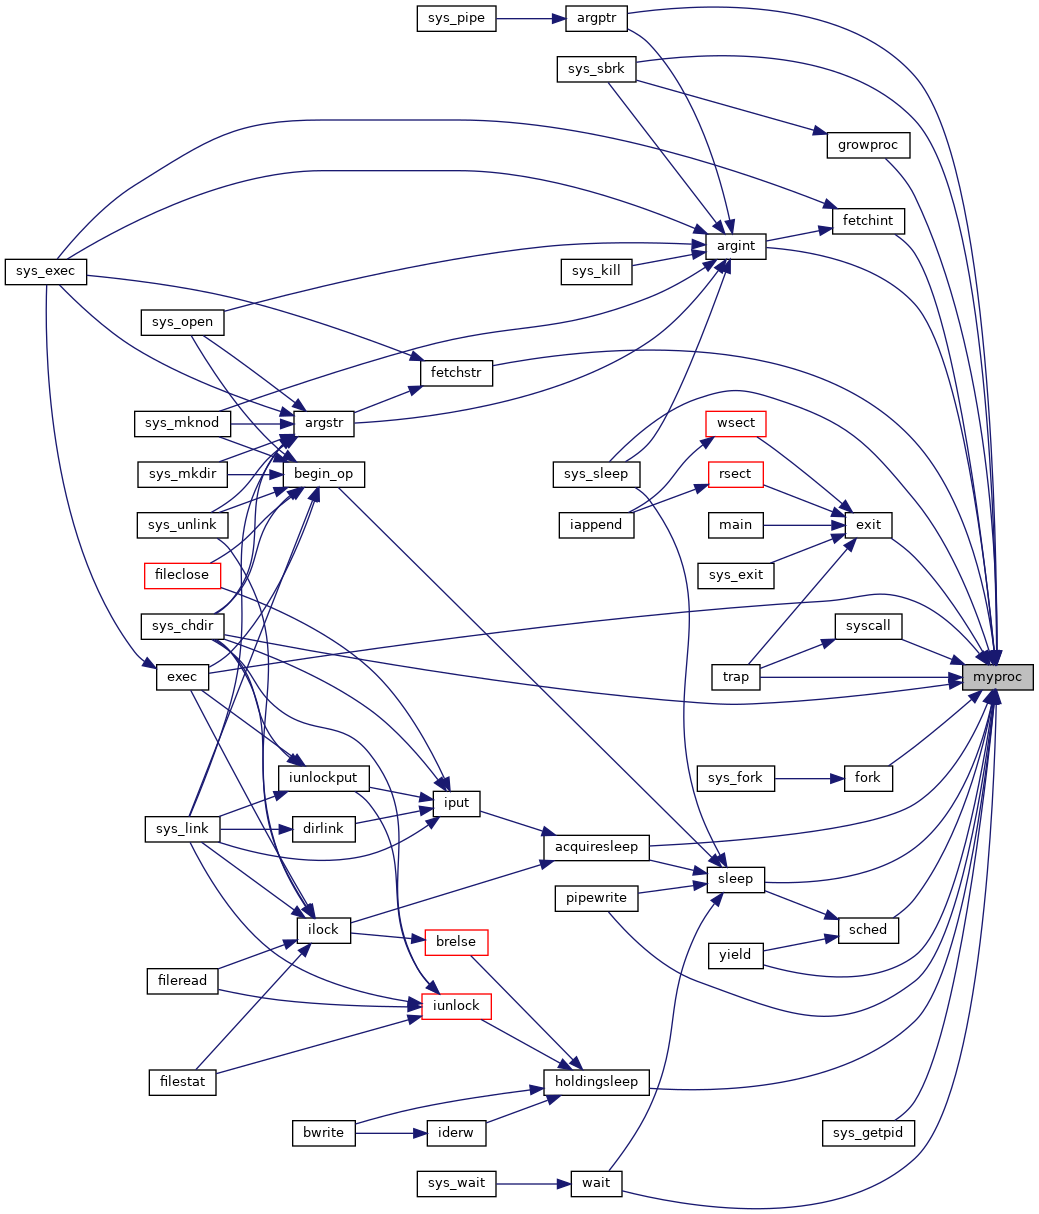 sys_pipe
argptr
sys_sbrk
growproc
fetchint
argint
sys_exec
sys_kill
sys_open
fetchstr
sys_mknod
argstr
wsect
sys_mkdir
begin_op
sys_sleep
rsect
sys_unlink
iappend
main
exit
fileclose
sys_exit
sys_chdir
syscall
exec
trap
myproc
iunlockput
sys_fork
fork
iput
sys_link
dirlink
acquiresleep
sleep
pipewrite
ilock
sched
brelse
yield
fileread
iunlock
filestat
holdingsleep
bwrite
iderw
sys_getpid
sys_wait
wait